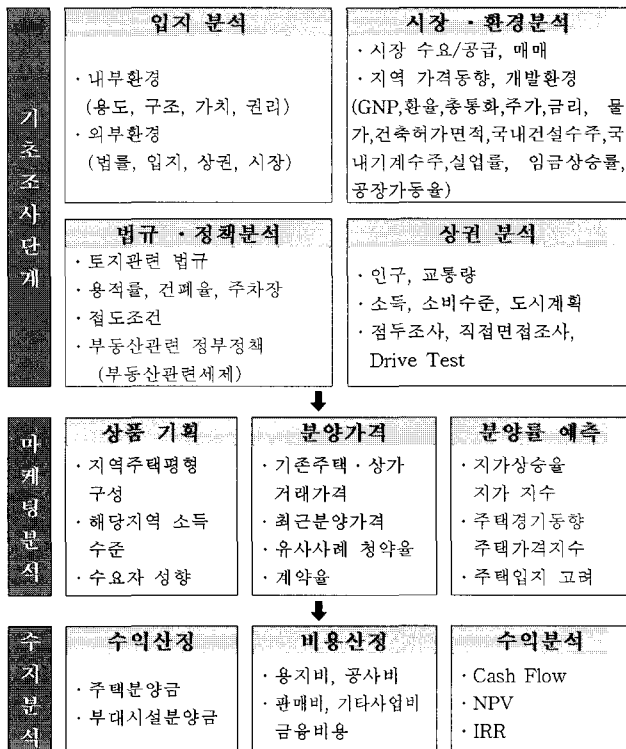 기초조사단계
입지 분석
· 내부환경
(용도, 구조, 가치, 권리)
· 외부환경
(법률, 입지, 상권, 시장)
시장 · 환경분석
· 시장 수요/공급, 매매
· 지역 가격동향, 개발환경
(GNP,환율,총통화,주가,금리, 물
가,건축허가면적,국내건설수주,국
내기계수주,실업률, 임금상승률,
공장가동율)
법규 · 정책분석
· 토지관련 법규
· 용적률, 건폐율, 주차장
· 접도조건
· 부동산관련 정부정책
(부동산관련세제)
상권 분석
· 인구, 교통량
· 소득, 소비수준, 도시계획
· 점두조사, 직접면접조사,
Drive Test
마케팅분석
상품 기획
· 지역주택평형
구성
· 해당지역 소득
수준
· 수요자 성향
분양가격
· 기존주택 · 상가
거래가격
· 최근분양가격
· 유사사례 청약율
· 계약율
분양률 예측
· 지가상승율
지가 지수
· 주택경기동향
주택가격지수
· 주택입지 고려
수지분석
수익산정
· 주택분양금
· 부대시설분양금
비용산정
· 용지비, 공사비
· 판매비, 기타사업비
금융비용
수익분석
· Cash Flow
· NPV
· IRR